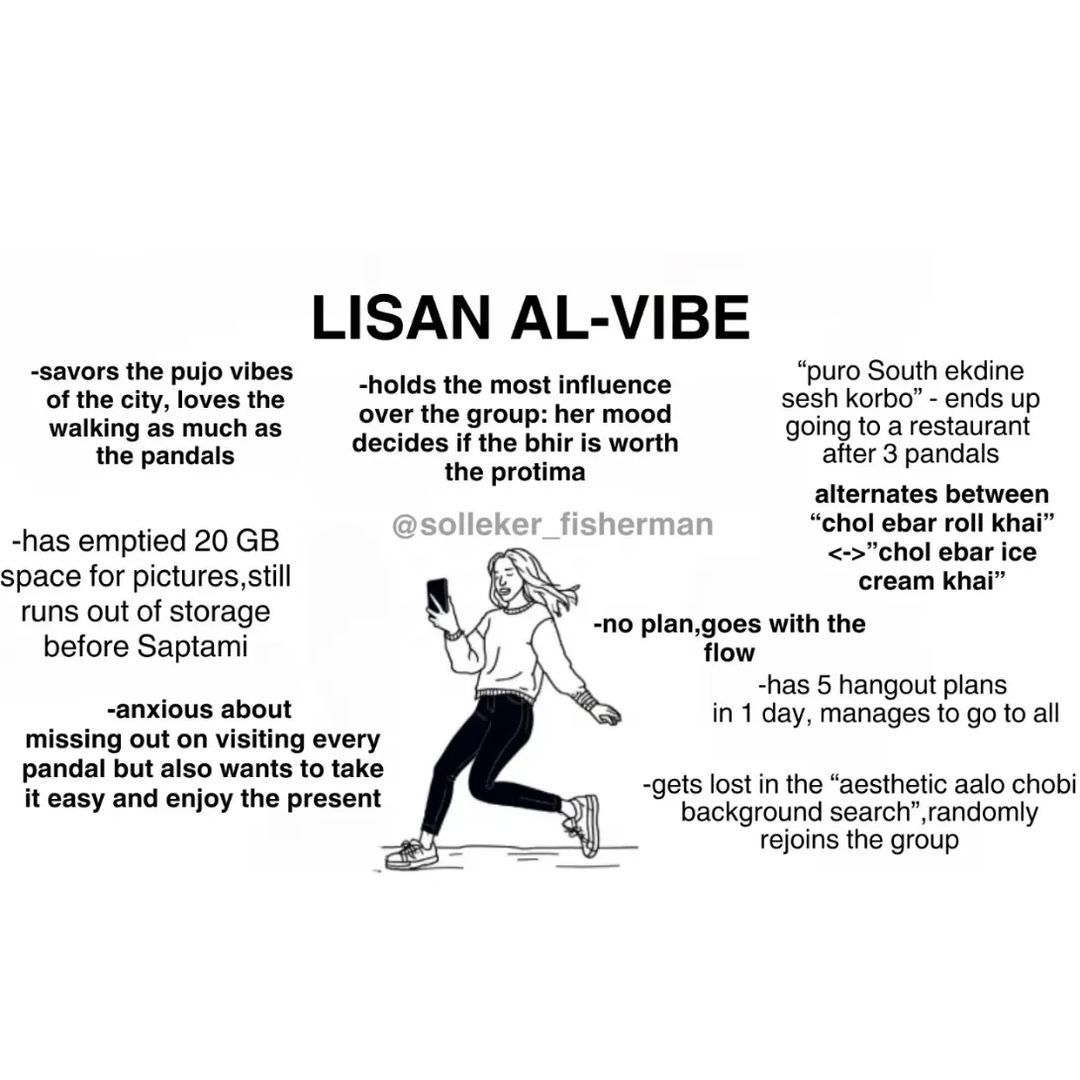 LISAN AL-VIBE
-savors the pujo vibes
of the city, loves the
walking as much as
the pandals
-holds the most influence
over the group: her mood
decides if the bhir is worth
the protima
“puro South ekdine
sesh korbo” - ends up
going to a restaurant
after 3 pandals
alternates between
“chol ebar roll khai”
<->”chol ebar ice
cream khai”
@solleker_fisherman
-has emptied 20 GB
space for pictures,still
runs out of storage
before Saptami
-no plan,goes with the
flow
-has 5 hangout plans
in 1 day, manages to go to all
-anxious about
missing out on visiting every
pandal but also wants to take
it easy and enjoy the present
-gets lost in the “aesthetic aalo chobi
background search”,randomly
rejoins the group